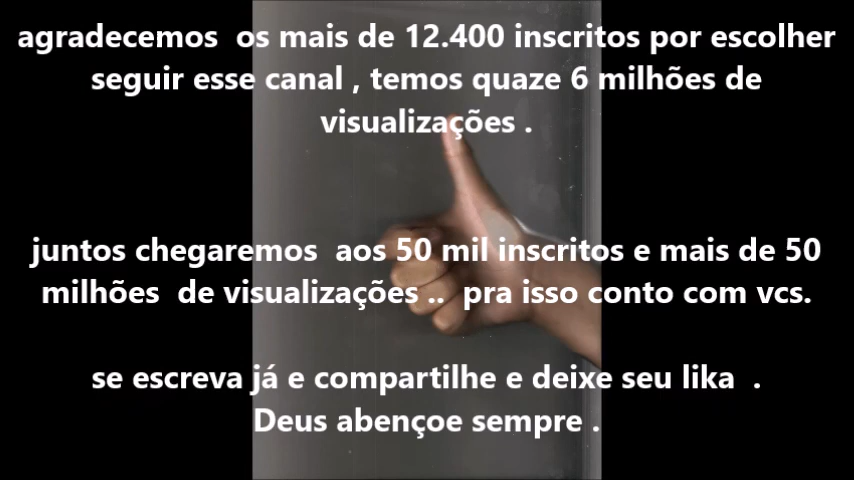 agradecemos os mais de 12.400 inscritos por escolher
seguir esse canal , temos quaze 6 milhões de
visualizações .
juntos chegaremos aos 50 mil inscritos e mais de 50
milhões de visualizações .. pra isso conto com vcs.
se escreva já e compartilhe e deixe seu lika .
Deus abençoe sempre .